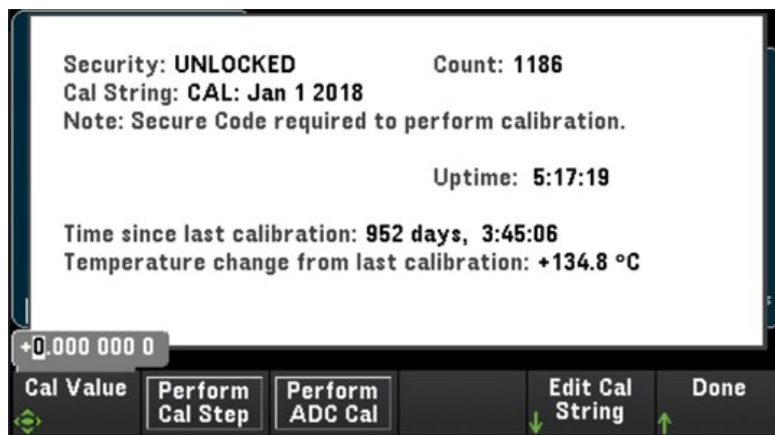 Security: UNLOCKED Count: 1186
Cal String: CAL: Jan 1 2018
Note: Secure Code required to perform calibration.
Uptime: 5:17:19
Time since last calibration: 952 days, 3:45:06
Temperature change from last calibration: +134.8 °C
+0.000 000 0
Cal Value
Perform
Cal Step
Perform
ADC Cal
Edit Cal
String
Done